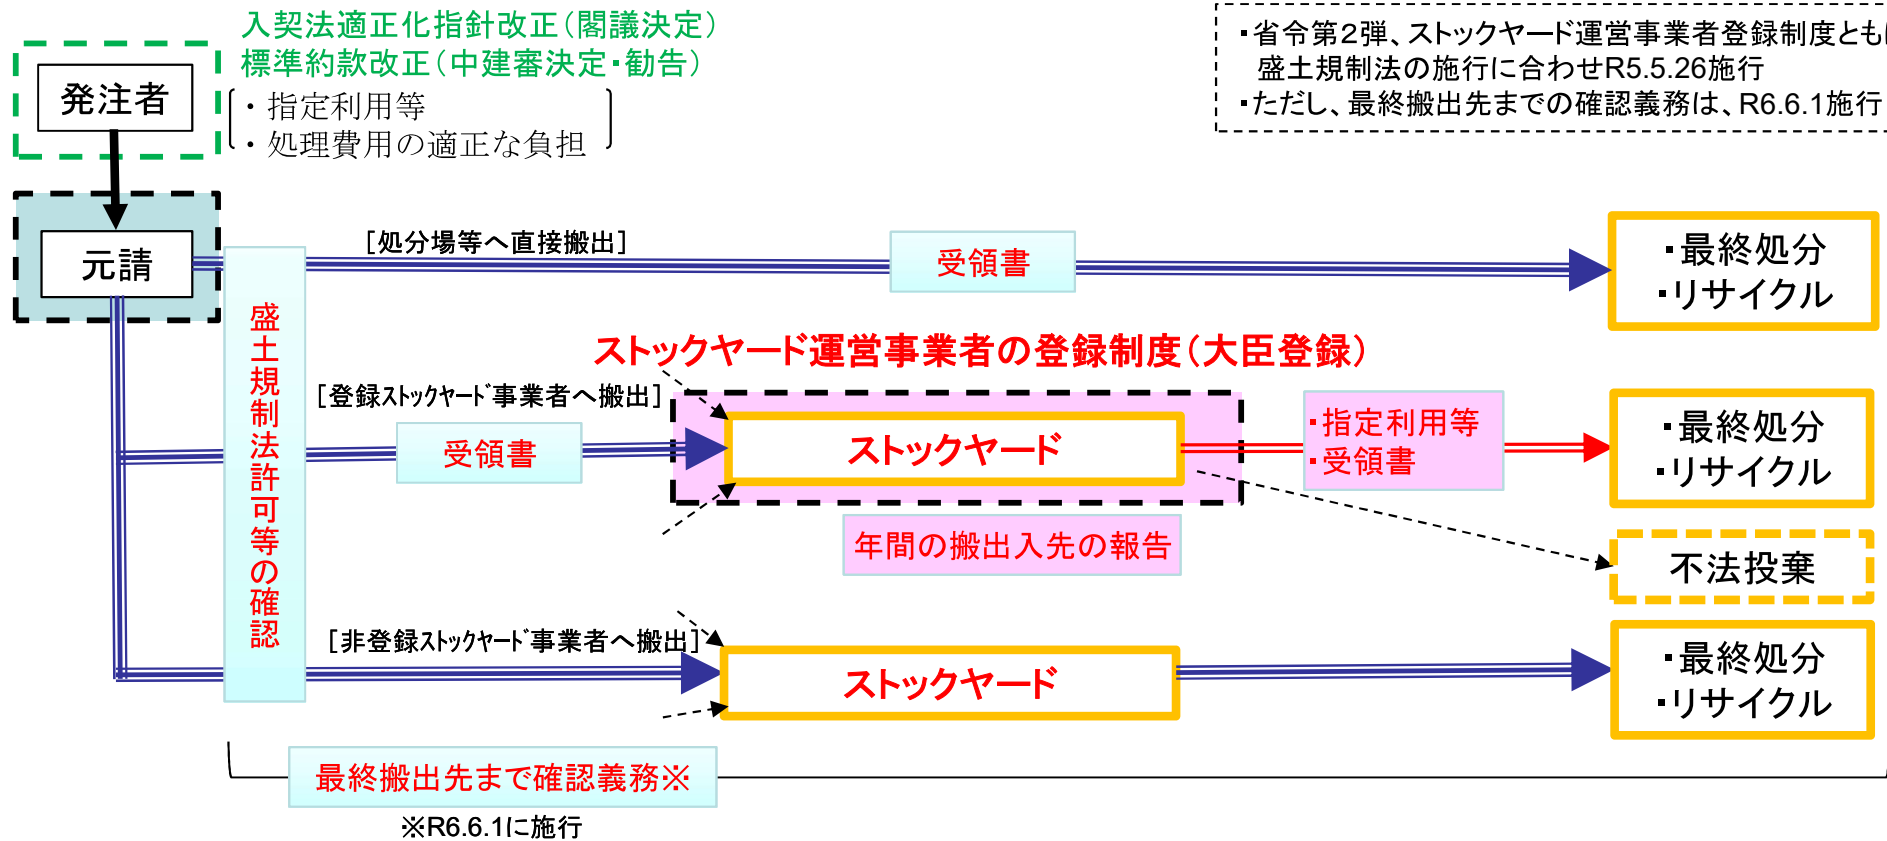 入契法適正化指針改正（閣議決定）
標準約款改正（中建審決定・勧告）
・指定利用等
・処理費用の適正な負担
・省令第2弾、ストックヤード運営事業者登録制度とも
盛土規制法の施行に合わせR5.5.26施行
・ただし、最終搬出先までの確認義務は、R6.6.1施行
発注者
元請
盛土規制法許可等の確認
[処分場等へ直接搬出]
受領書
・最終処分
・リサイクル
ストックヤード運営事業者の登録制度（大臣登録）
[登録ｽﾄｯｸﾔｰﾄﾞ事業者へ搬出]
受領書
ストックヤード
・指定利用等
・受領書
・最終処分
・リサイクル
年間の搬出入先の報告
不法投棄
[非登録ｽﾄｯｸﾔｰﾄﾞ事業者へ搬出]
ストックヤード
・最終処分
・リサイクル
最終搬出先まで確認義務※
※R6.6.1に施行